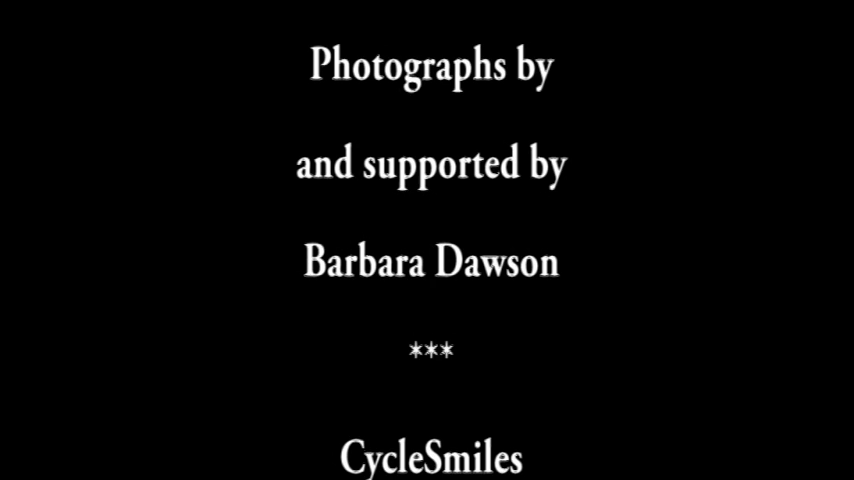 Photographs by
and supported by
Barbara Dawson
***
CycleSmiles